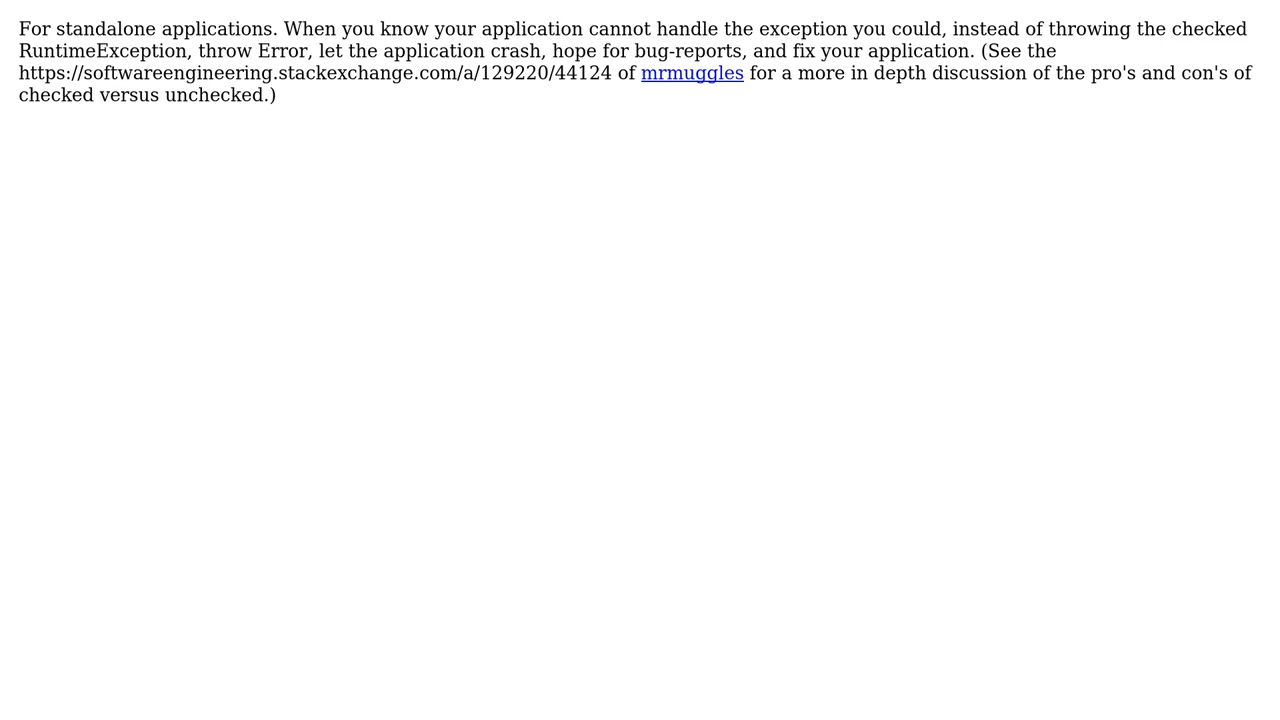 For standalone applications. When you know your application cannot handle the exception you could, instead of throwing the checked
RuntimeException, throw Error, let the application crash, hope for bug-reports, and fix your application. (See the
https://softwareengineering.stackexchange.com/a/129220/44124 of mrmuggles for a more in depth discussion of the pro's and con's of
checked versus unchecked.)